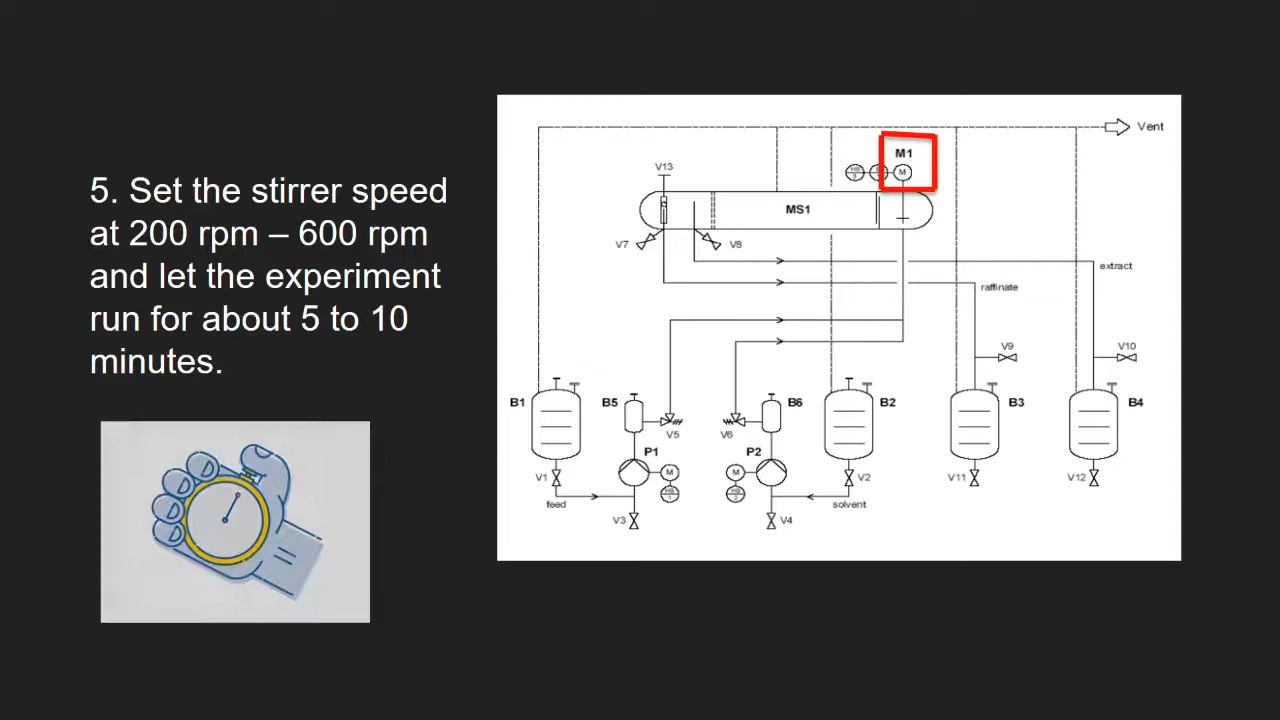 5. Set the stirrer speed
at 200 rpm – 600 rpm
and let the experiment
run for about 5 to 10
minutes.
Vent
M1
M
V13
MS1
V7
V8
extract
raffinate
V9
V10
B1
B5
B6
B2
B3
B4
V5
V6
P1
P2
M
M
V1
V2
V11
V12
feed
solvent
V3
V4